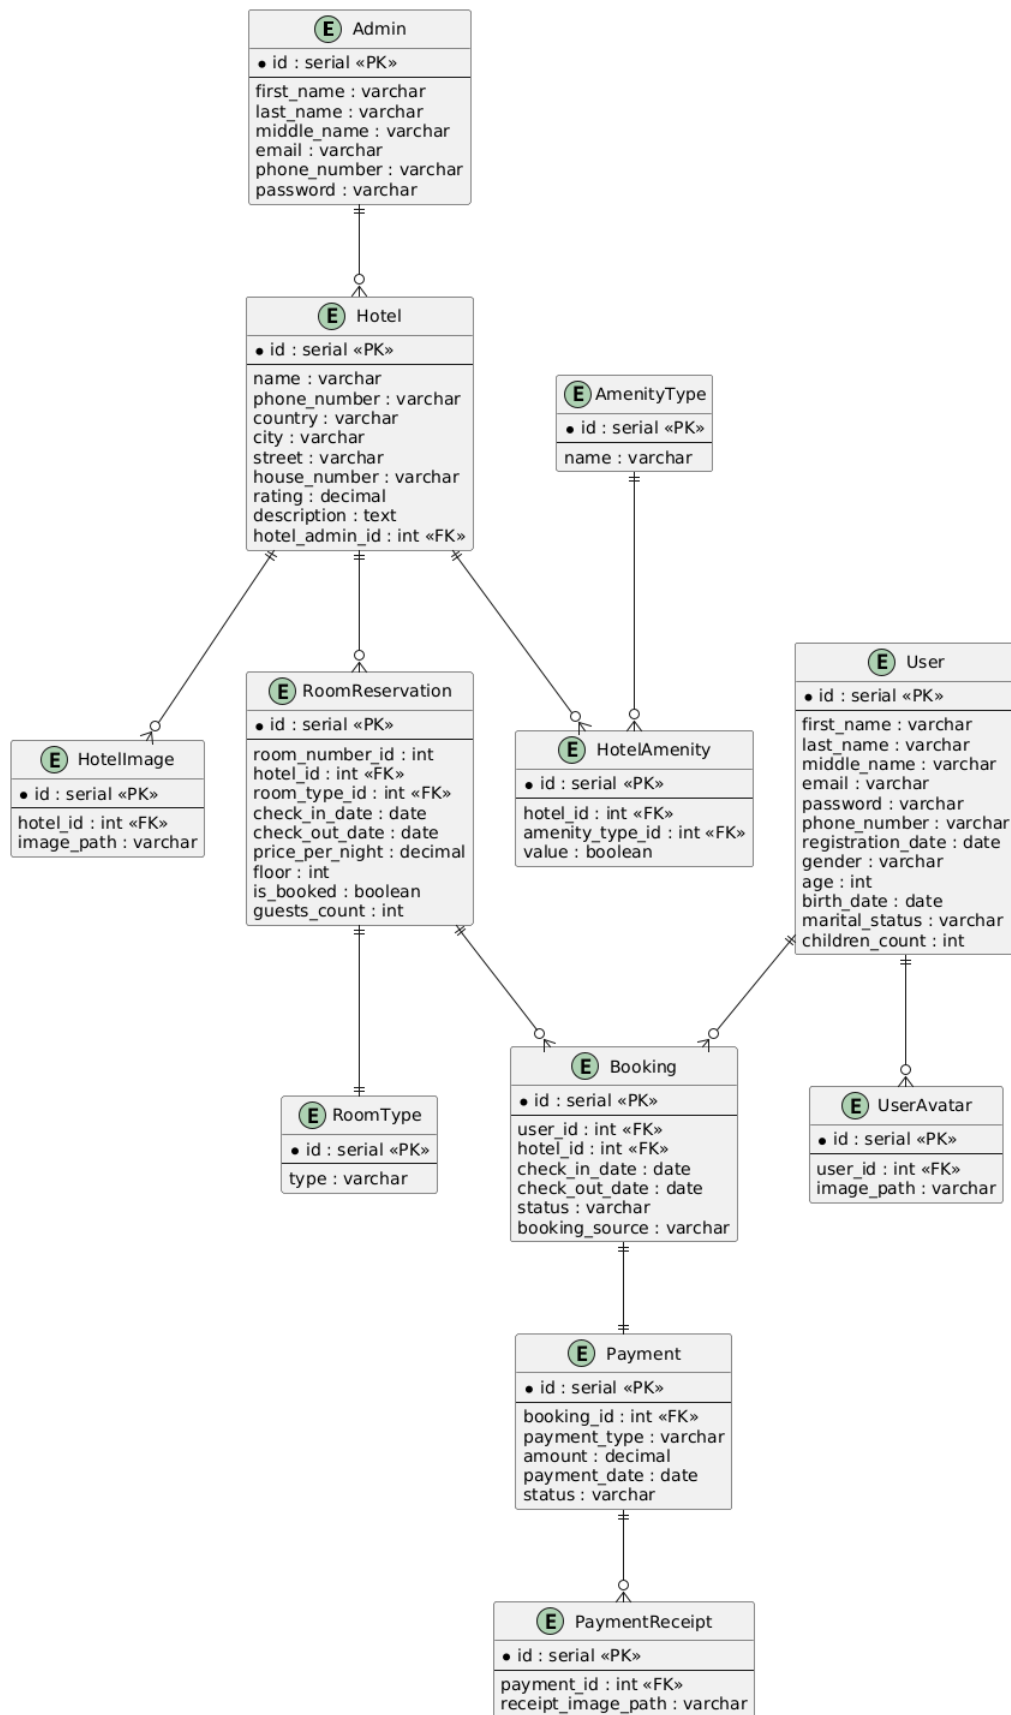 E Admin
* id : serial «PK»
first_name : varchar
last_name : varchar
middle_name : varchar
email : varchar
phone_number : varchar
password : varchar
E Hotel
* id : serial «PK»
name : varchar
phone_number : varchar
country : varchar
city : varchar
street : varchar
house_number : varchar
rating : decimal
description : text
hotel_admin_id : int «FK»
E AmenityType
* id : serial «PK»
name : varchar
E User
* id : serial «PK»
first_name : varchar
last_name : varchar
middle_name : varchar
email : varchar
password : varchar
phone_number : varchar
registration_date : date
gender : varchar
age : int
birth_date : date
marital_status : varchar
children_count : int
E RoomReservation
* id : serial «PK»
room_number_id : int
hotel_id : int «FK»
room_type_id : int «FK»
check_in_date : date
check_out_date : date
price_per_night : decimal
floor : int
is_booked : boolean
guests_count : int
E HotelImage
* id : serial «PK»
hotel_id : int «FK»
image_path : varchar
E HotelAmenity
* id : serial «PK»
hotel_id : int «FK»
amenity_type_id : int «FK»
value : boolean
E RoomType
* id : serial «PK»
type : varchar
E Booking
* id : serial «PK»
user_id : int «FK»
hotel_id : int «FK»
check_in_date : date
check_out_date : date
status : varchar
booking_source : varchar
E UserAvatar
* id : serial «PK»
user_id : int «FK»
image_path : varchar
E Payment
* id : serial «PK»
booking_id : int «FK»
payment_type : varchar
amount : decimal
payment_date : date
status : varchar
E PaymentReceipt
* id : serial «PK»
payment_id : int «FK»
receipt_image_path : varchar